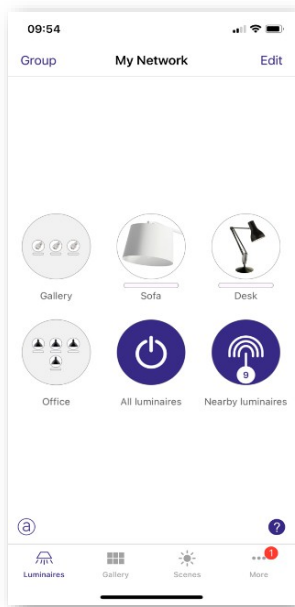 09:54
Group My Network Edit
Gallery Sofa Desk
9
Office All luminaires Nearby luminaires
ⓐ ?
1
Luminaires Gallery Scenes More